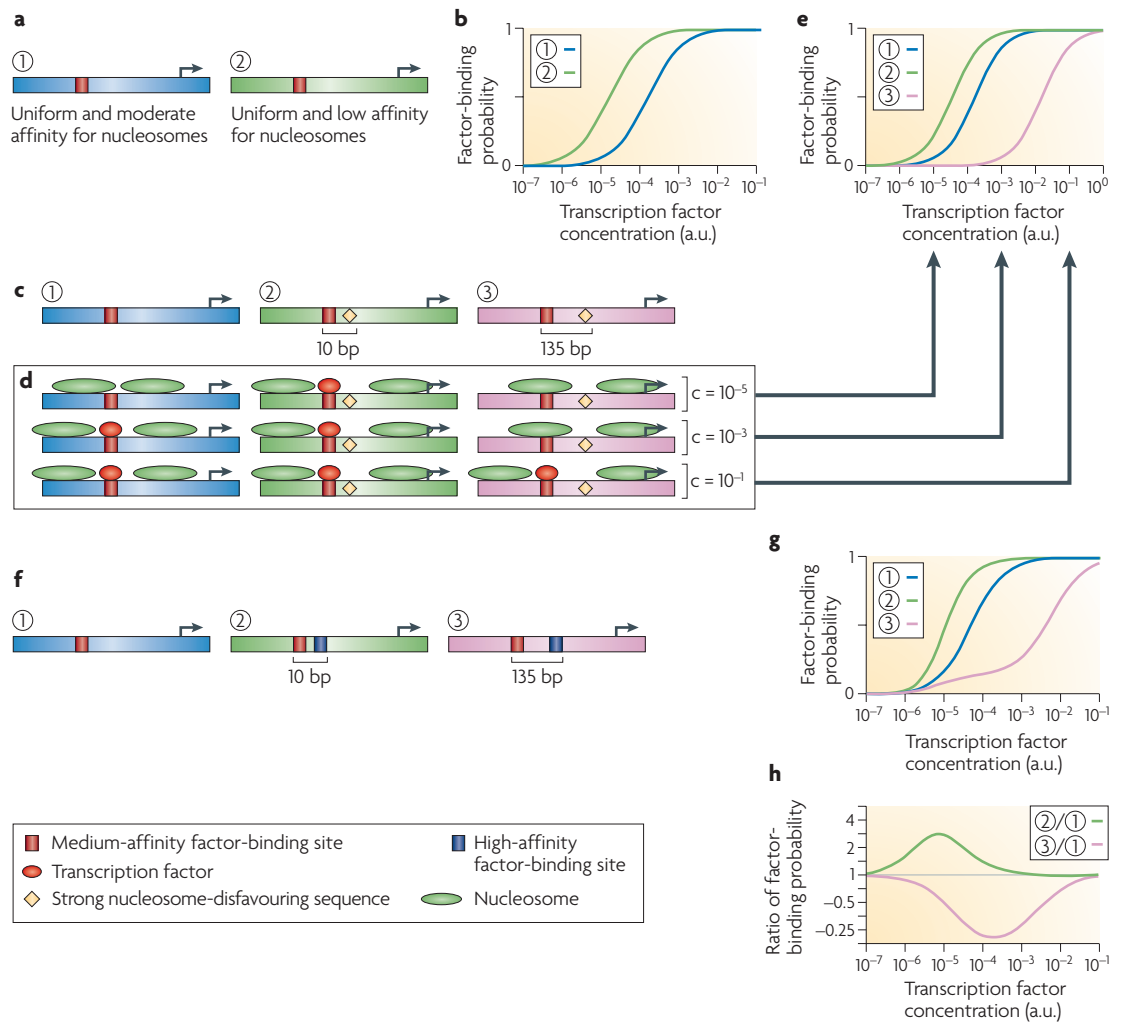 a
① ②
Uniform and moderate
affinity for nucleosomes
Uniform and low affinity
for nucleosomes
b
①
②
Factor-binding
probability
1
0
10⁻⁷ 10⁻⁶ 10⁻⁵ 10⁻⁴ 10⁻³ 10⁻² 10⁻¹
Transcription factor
concentration (a.u.)
e
①
②
③
Factor-binding
probability
1
0
10⁻⁷ 10⁻⁶ 10⁻⁵ 10⁻⁴ 10⁻³ 10⁻² 10⁻¹ 10⁰
Transcription factor
concentration (a.u.)
c
① ② ③
10 bp 135 bp
d
c = 10⁻⁵
c = 10⁻³
c = 10⁻¹
f
① ② ③
10 bp 135 bp
g
①
②
③
Factor-binding
probability
1
0
10⁻⁷ 10⁻⁶ 10⁻⁵ 10⁻⁴ 10⁻³ 10⁻² 10⁻¹
Transcription factor
concentration (a.u.)
h
②/①
③/①
Ratio of factor-
binding probability
4
2
1
–0.5
–0.25
10⁻⁷ 10⁻⁶ 10⁻⁵ 10⁻⁴ 10⁻³ 10⁻² 10⁻¹
Transcription factor
concentration (a.u.)
Medium-affinity factor-binding site
Transcription factor
Strong nucleosome-disfavouring sequence
High-affinity
factor-binding site
Nucleosome